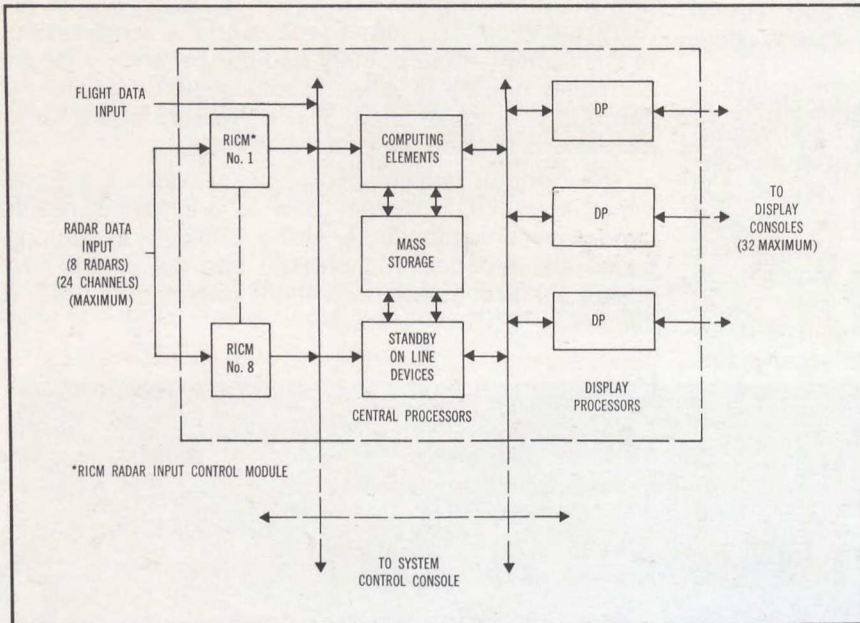 FLIGHT DATA
INPUT
RICM*
No. 1
RADAR DATA
INPUT
(8 RADARS)
(24 CHANNELS)
(MAXIMUM)
RICM
No. 8
COMPUTING
ELEMENTS
MASS
STORAGE
STANDBY
ON LINE
DEVICES
CENTRAL PROCESSORS
DP
DP
DP
DISPLAY
PROCESSORS
TO
DISPLAY
CONSOLES
(32 MAXIMUM)
*RICM RADAR INPUT CONTROL MODULE
TO SYSTEM
CONTROL CONSOLE